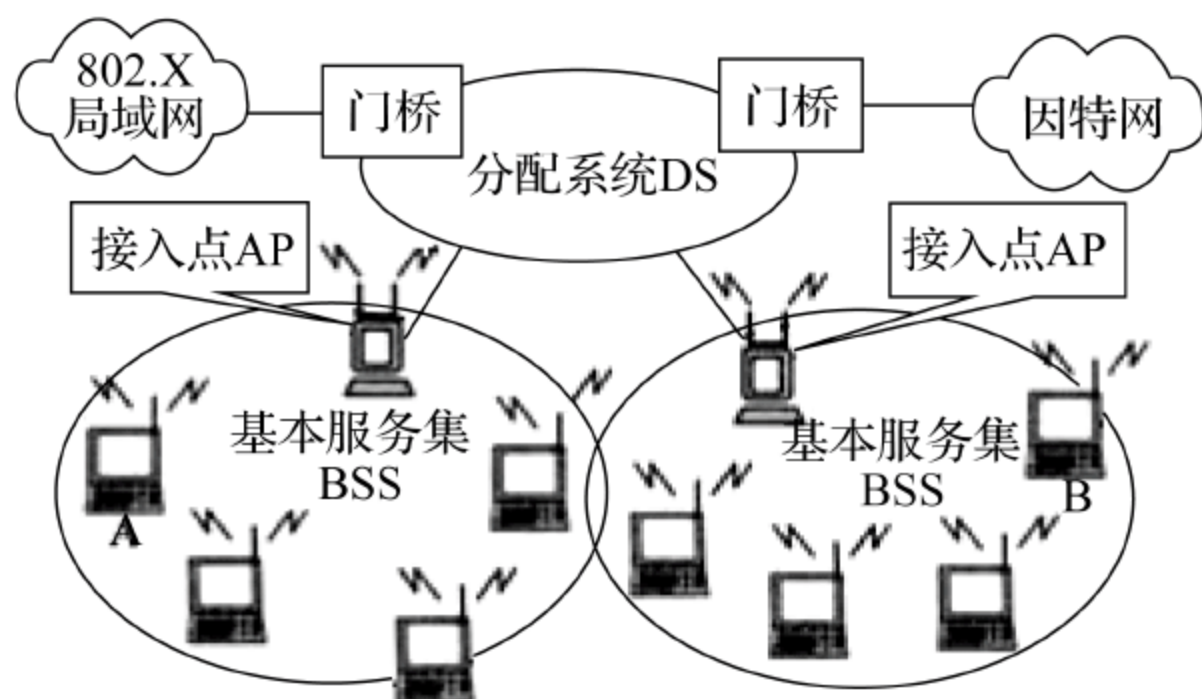 802.X
局域网
门桥
门桥
因特网
分配系统DS
接入点AP
接入点AP
基本服务集
BSS
基本服务集
BSS
A
B